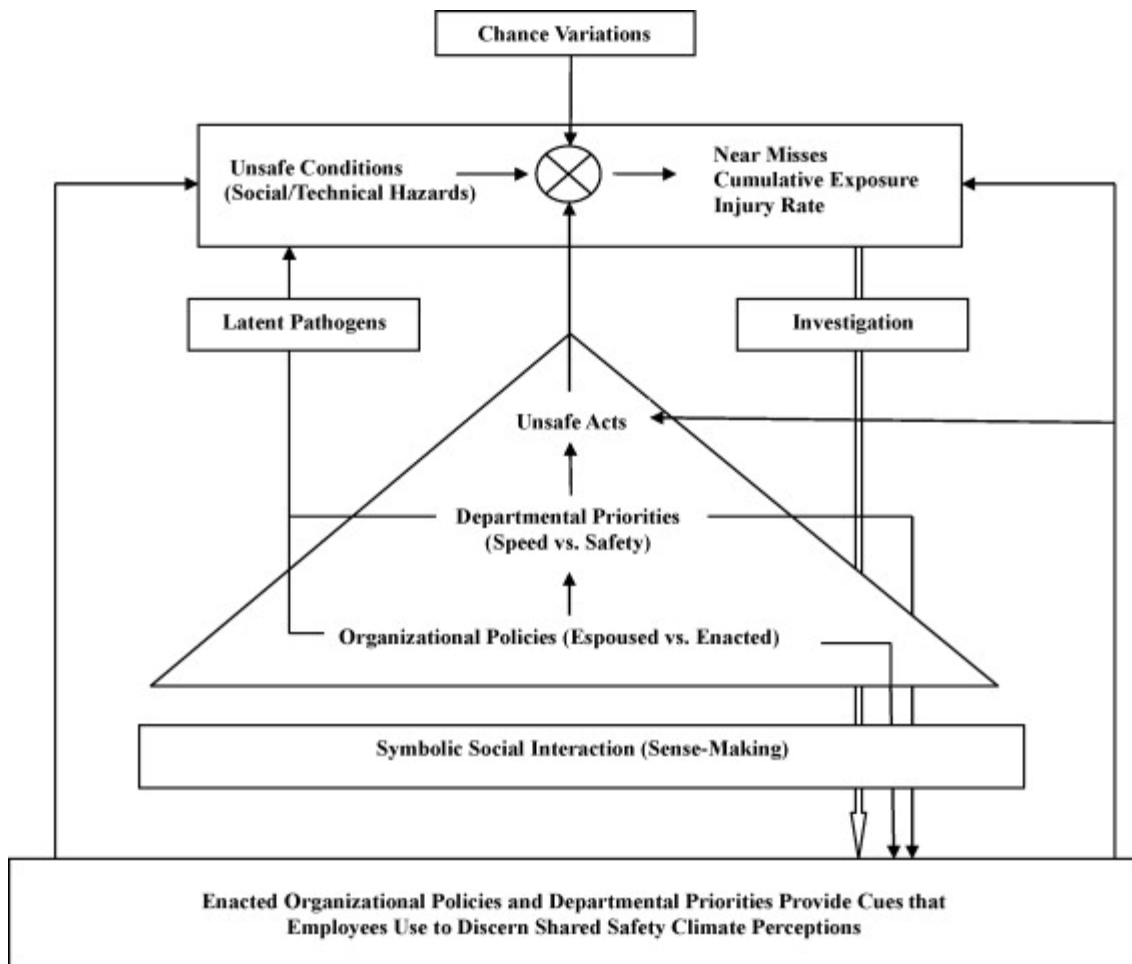 Chance Variations
Unsafe Conditions
(Social/Technical Hazards)
Near Misses
Cumulative Exposure
Injury Rate
Latent Pathogens
Investigation
Unsafe Acts
Departmental Priorities
(Speed vs. Safety)
Organizational Policies (Espoused vs. Enacted)
Symbolic Social Interaction (Sense-Making)
Enacted Organizational Policies and Departmental Priorities Provide Cues that
Employees Use to Discern Shared Safety Climate Perceptions